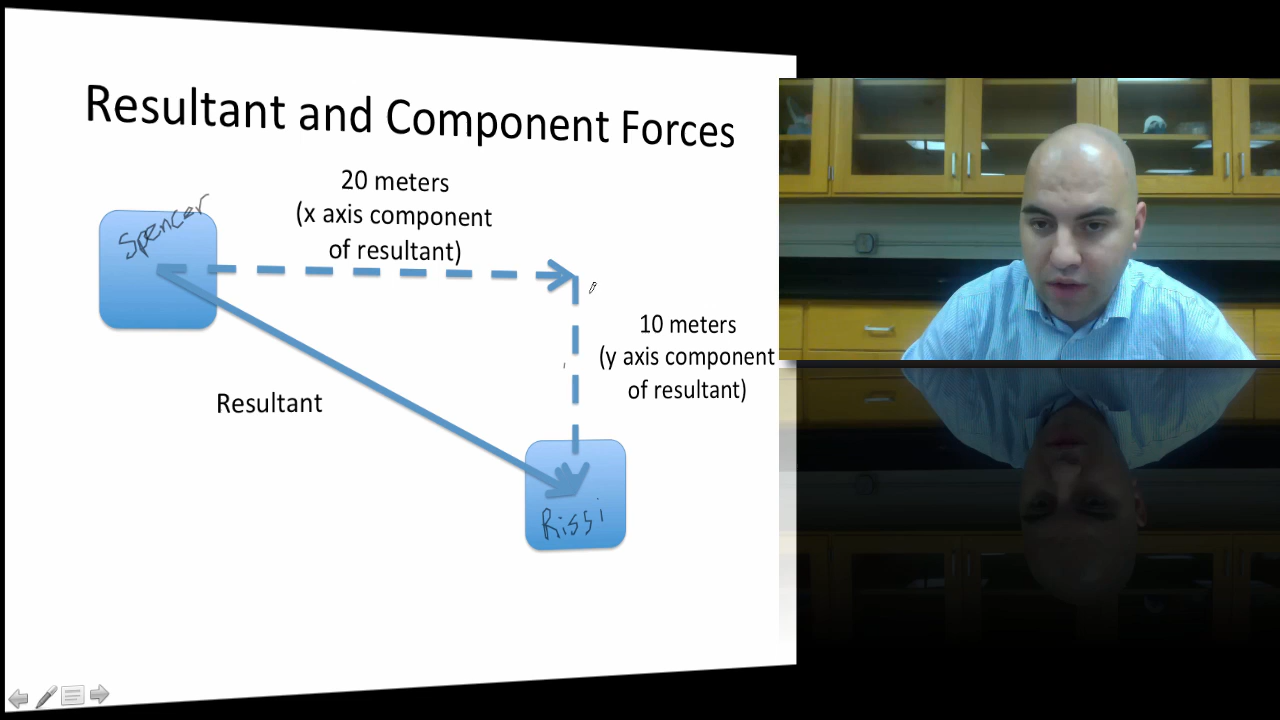 Resultant and Component Forces
20 meters
(x axis component
of resultant)
Spencer
10 meters
(y axis component
of resultant)
Resultant
Rissi